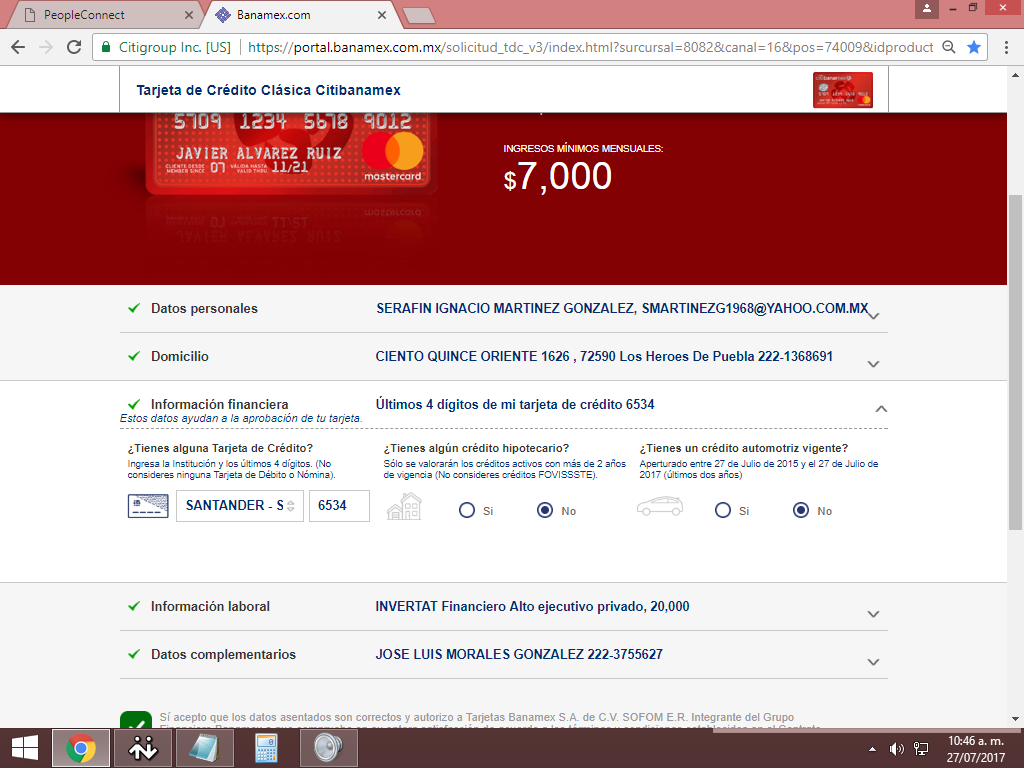 PeopleConnect
Banamex.com
Citigroup Inc. [US]
https://portal.banamex.com.mx/solicitud_tdc_v3/index.html?surcursal=8082&canal=16&pos=74009&idproduct
Tarjeta de Crédito Clásica Citibanamex
5709 1234 5678 9012
JAVIER ALVAREZ RUIZ
CLIENTE DESDE
MEMBER SINCE
07
VÁLIDA HASTA
VALID THRU
11/21
mastercard
INGRESOS MÍNIMOS MENSUALES:
$7,000
Datos personales
SERAFIN IGNACIO MARTINEZ GONZALEZ, SMARTINEZG1968@YAHOO.COM.MX
Domicilio
CIENTO QUINCE ORIENTE 1626 , 72590 Los Heroes De Puebla 222-1368691
Información financiera
Últimos 4 dígitos de mi tarjeta de crédito 6534
Estos datos ayudan a la aprobación de tu tarjeta.
¿Tienes alguna Tarjeta de Crédito?
Ingresa la Institución y los últimos 4 dígitos. (No
consideres ninguna Tarjeta de Débito o Nómina).
SANTANDER - S
6534
¿Tienes algún crédito hipotecario?
Sólo se valorarán los créditos activos con más de 2 años
de vigencia (No consideres créditos FOVISSSTE).
Si
No
¿Tienes un crédito automotriz vigente?
Aperturado entre 27 de Julio de 2015 y el 27 de Julio de
2017 (últimos dos años)
Si
No
Información laboral
INVERTAT Financiero Alto ejecutivo privado, 20,000
Datos complementarios
JOSE LUIS MORALES GONZALEZ 222-3755627
Sí acepto que los datos asentados son correctos y autorizo a Tarjetas Banamex S.A. de C.V. SOFOM E.R. Integrante del Grupo
10:46 a. m.
27/07/2017